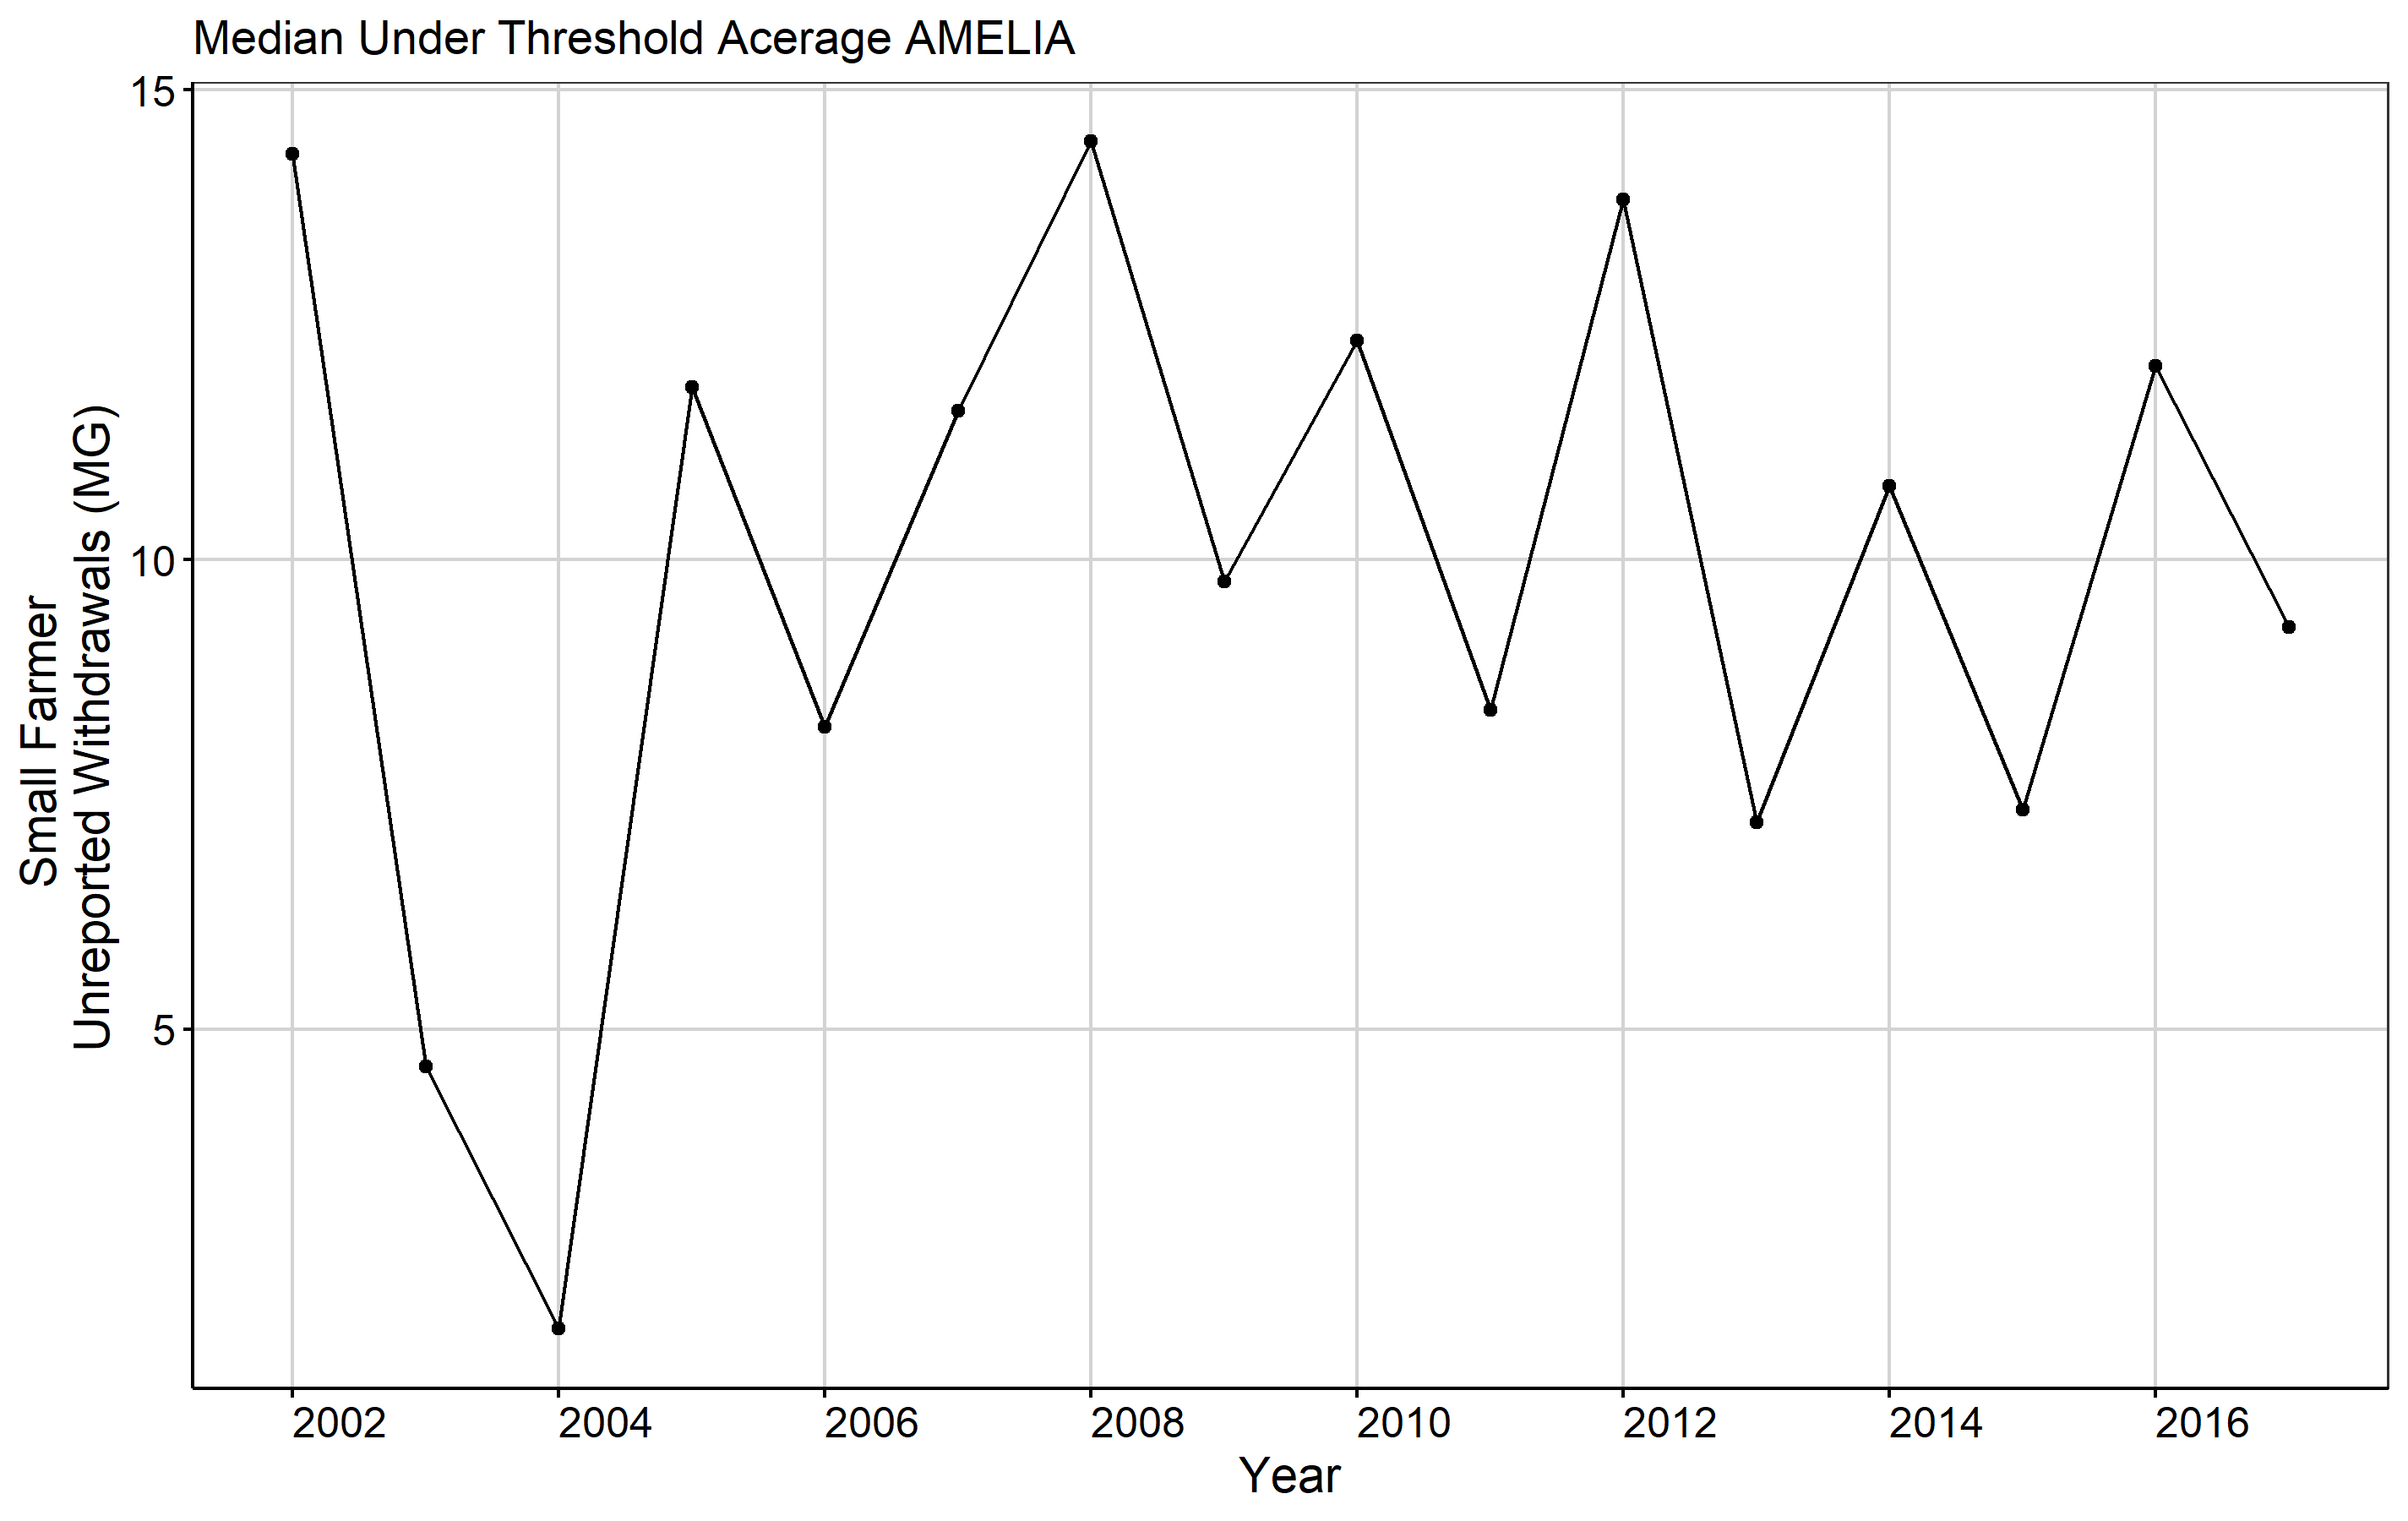 Median Under Threshold Acerage AMELIA
Small Farmer
Unreported Withdrawals (MG)
15
10
5
2002
2004
2006
2008
2010
2012
2014
2016
Year